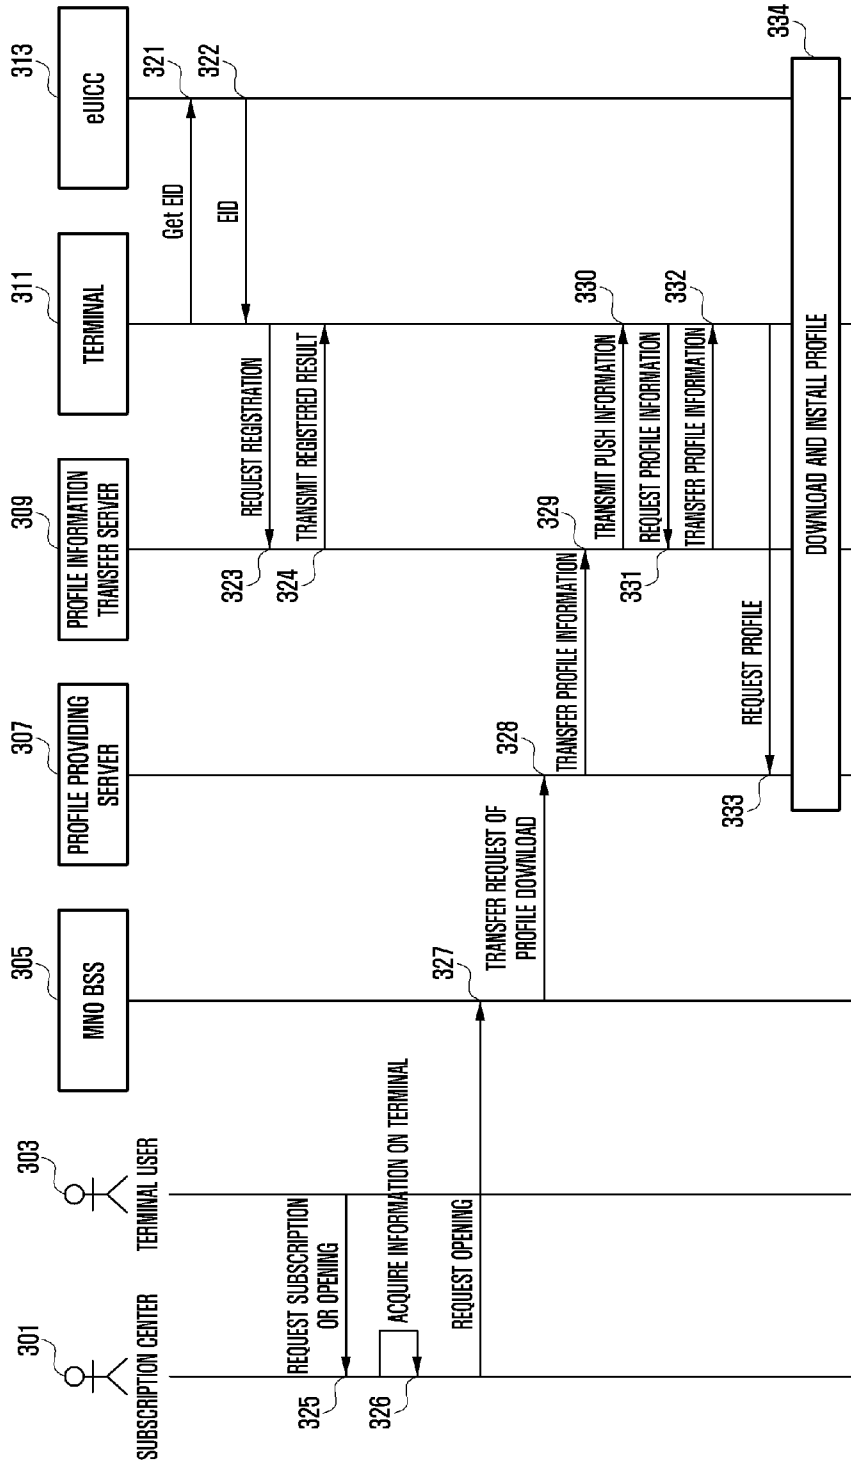 301
303
305
307
309
311
313
SUBSCRIPTION CENTER
TERMINAL USER
MNO BSS
PROFILE PROVIDING
SERVER
PROFILE INFORMATION
TRANSFER SERVER
TERMINAL
eUICC
Get EID
321
EID
322
REQUEST REGISTRATION
323
TRANSMIT REGISTERED RESULT
324
REQUEST SUBSCRIPTION
OR OPENING
325
ACQUIRE INFORMATION ON TERMINAL
326
REQUEST OPENING
327
TRANSFER REQUEST OF
PROFILE DOWNLOAD
328
TRANSFER PROFILE INFORMATION
329
TRANSMIT PUSH INFORMATION
330
REQUEST PROFILE INFORMATION
331
TRANSFER PROFILE INFORMATION
332
REQUEST PROFILE
333
DOWNLOAD AND INSTALL PROFILE
334